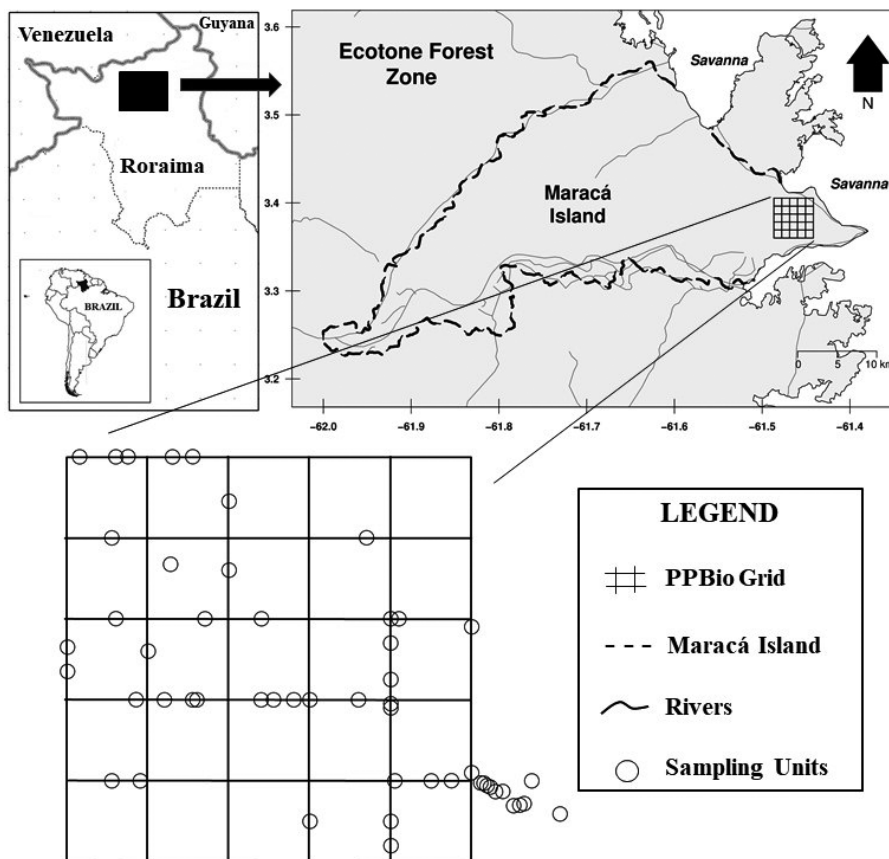 Venezuela
Guyana
Roraima
Brazil
BRAZIL
Ecotone Forest
Zone
Savanna
N
Maracá
Island
Savanna
0 5 10 km
3.6
3.5
3.4
3.3
3.2
−62.0 −61.9 −61.8 −61.7 −61.6 −61.5 −61.4
LEGEND
PPBio Grid
Maracá Island
Rivers
Sampling Units